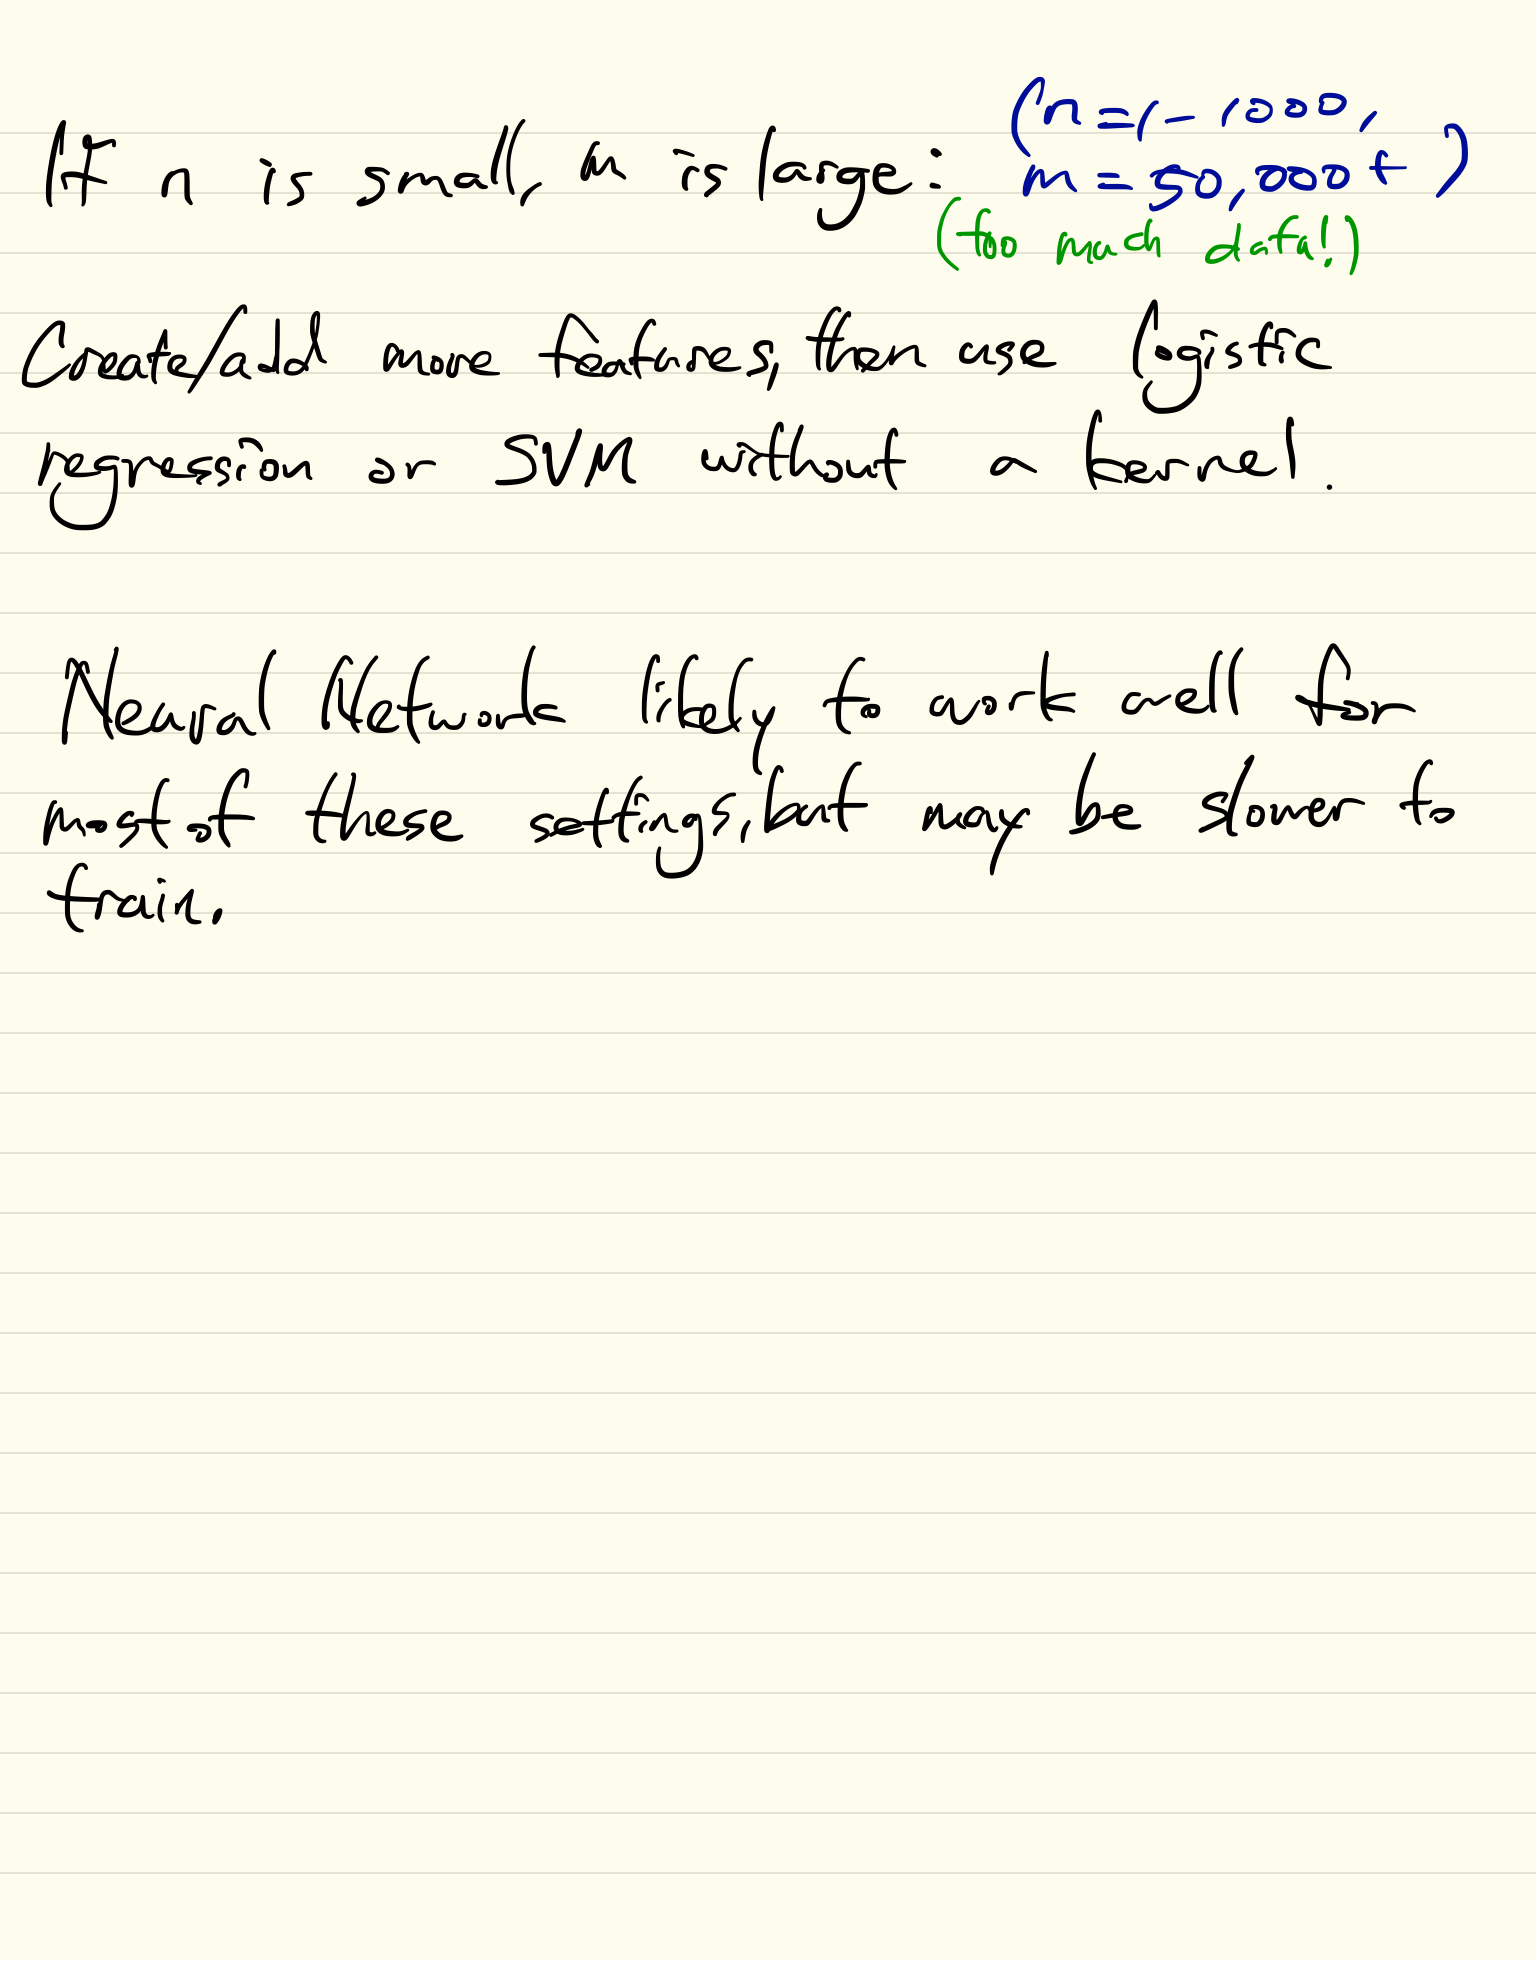 If n is small, m is large: (n = 1 - 1000,
m = 50,000+)
(too much data!)
Create/add more features, then use logistic
regression or SVM without a kernel.
Neural Network likely to work well for
most of these settings, but may be slower to
train.